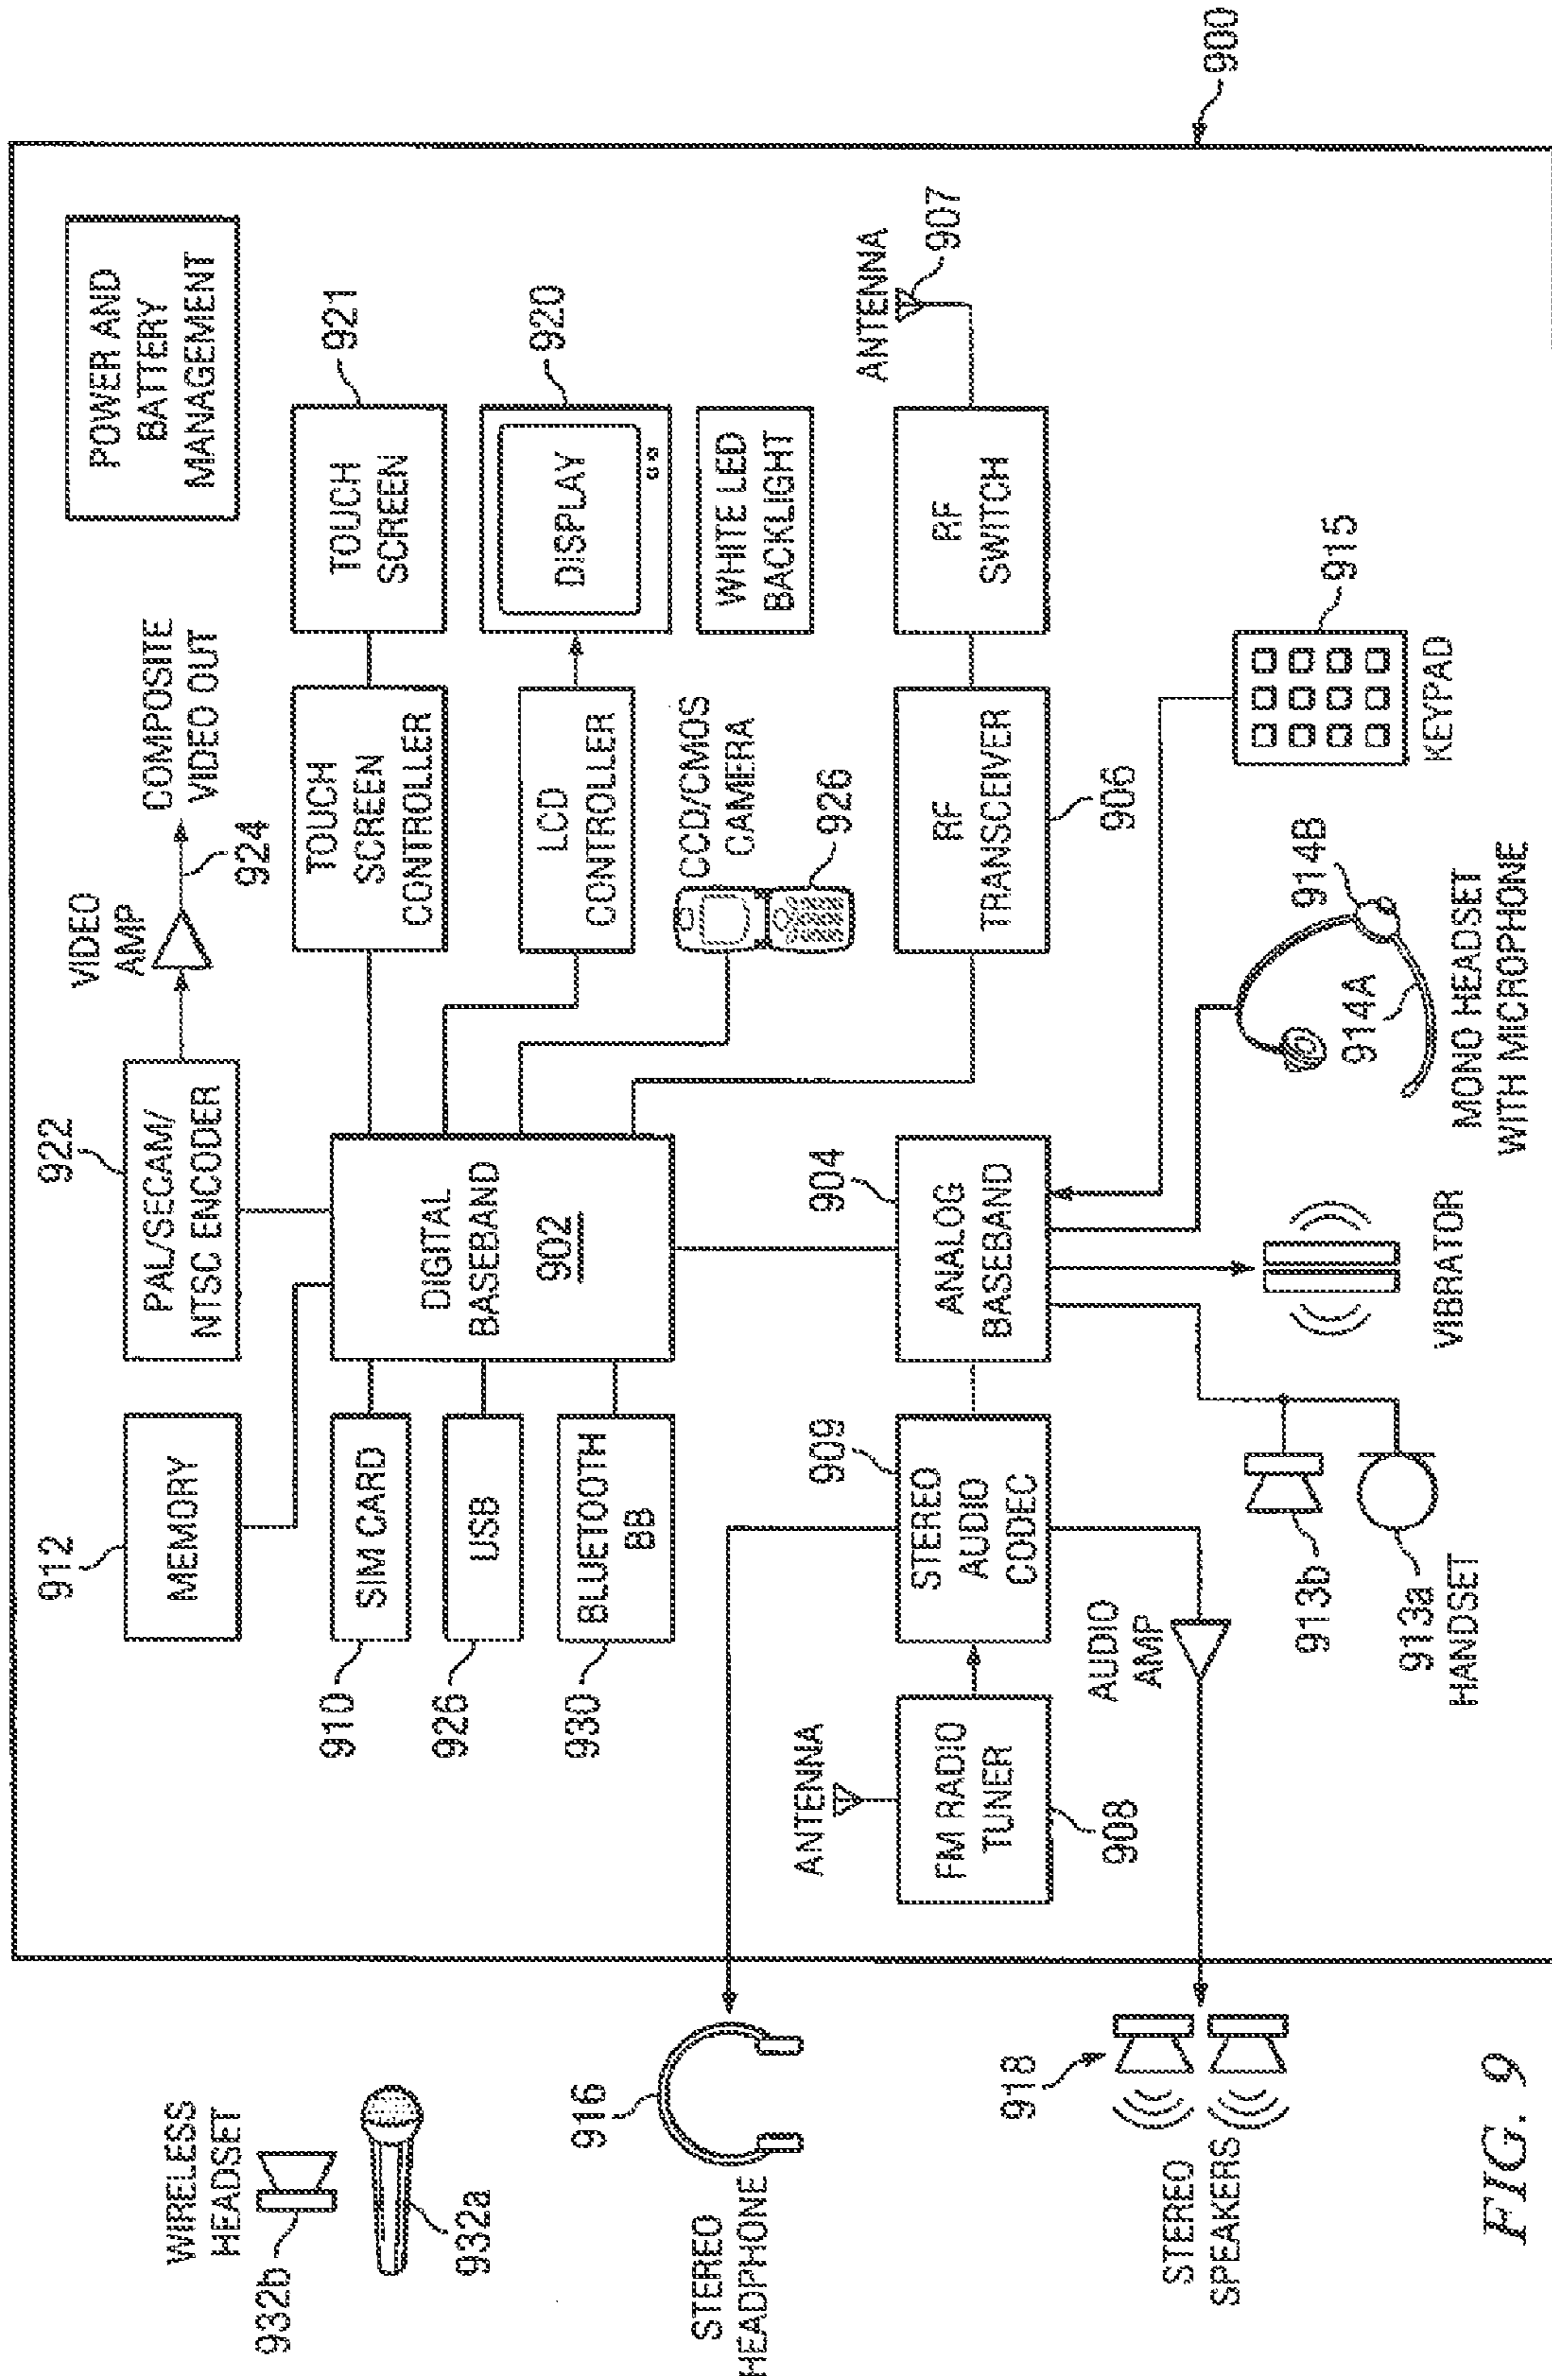 WIRELESS
HEADSET
932b
932a
916
STEREO
HEADPHONE
918
STEREO
SPEAKERS
912
MEMORY
922
PAL/SECAM/
NTSC ENCODER
VIDEO
AMP
924
COMPOSITE
VIDEO OUT
POWER AND
BATTERY
MANAGEMENT
910
SIM CARD
926
USB
930
BLUETOOTH
BB
DIGITAL
BASEBAND
902
TOUCH
SCREEN
CONTROLLER
TOUCH
SCREEN
921
LCD
CONTROLLER
DISPLAY
920
CCD/CMOS
CAMERA
926
WHITE LED
BACKLIGHT
ANTENNA
FM RADIO
TUNER
908
909
STEREO
AUDIO
CODEC
904
ANALOG
BASEBAND
RF
TRANSCEIVER
906
RF
SWITCH
ANTENNA
907
AUDIO
AMP
913b
913a
HANDSET
VIBRATOR
914A
914B
MONO HEADSET
WITH MICROPHONE
915
KEYPAD
900
FIG. 9